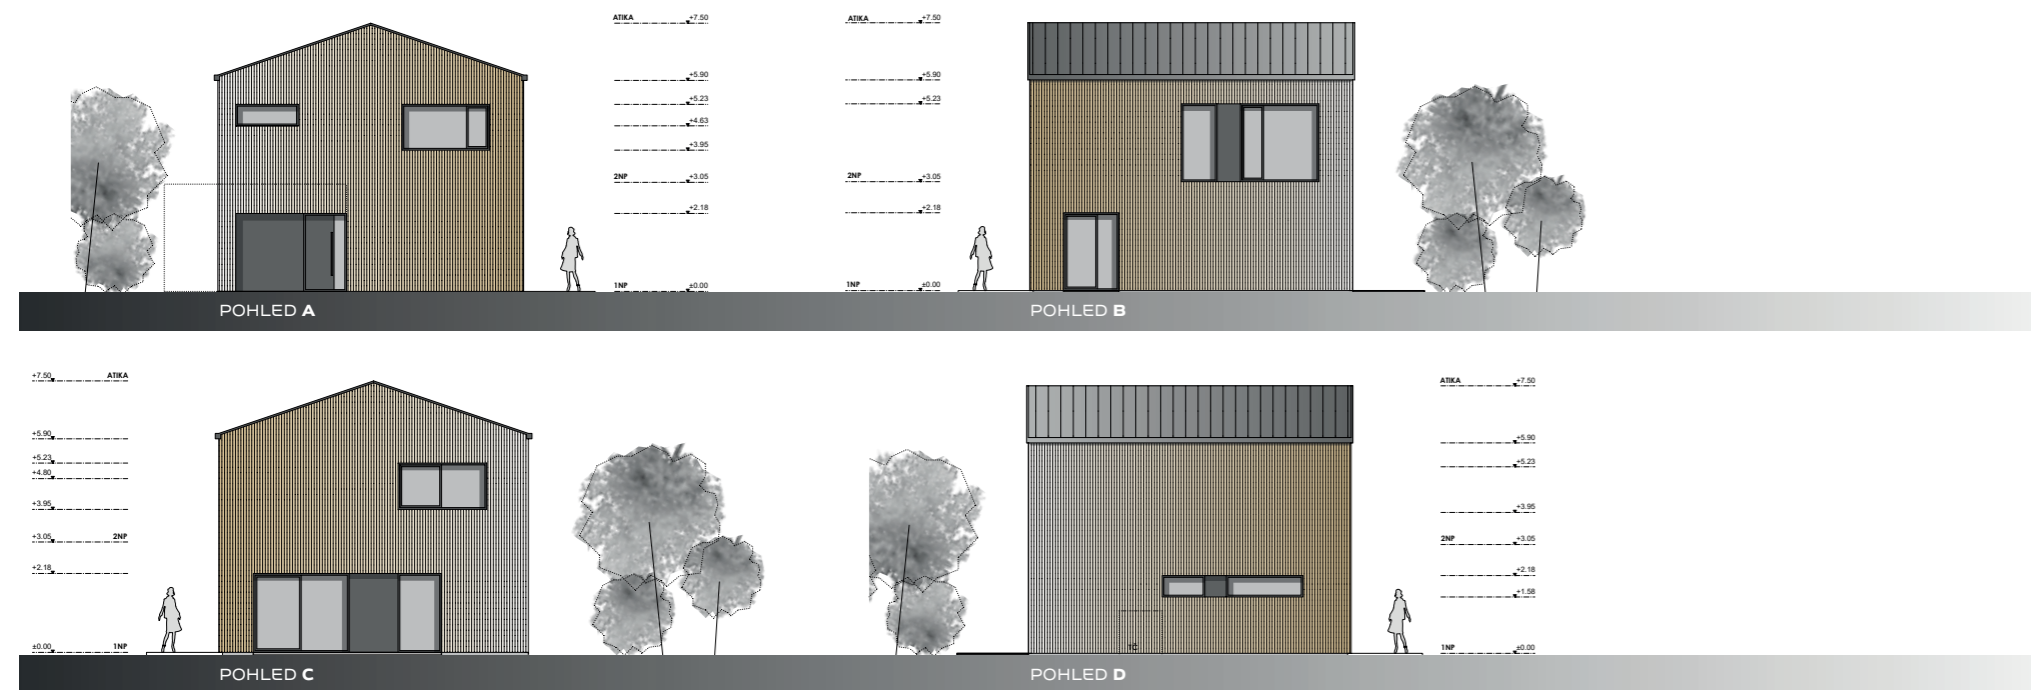 ATIKA +7.50
+5.90
+5.23
+4.63
+3.95
2NP +3.05
+2.18
1NP ±0.00
POHLED A
ATIKA +7.50
+5.90
+5.23
2NP +3.05
+2.18
1NP ±0.00
POHLED B
+7.50 ATIKA
+5.90
+5.23
+4.80
+3.95
+3.05 2NP
+2.18
±0.00 1NP
POHLED C
ATIKA +7.50
+5.90
+5.23
+3.95
2NP +3.05
+2.18
+1.58
1NP ±0.00
POHLED D